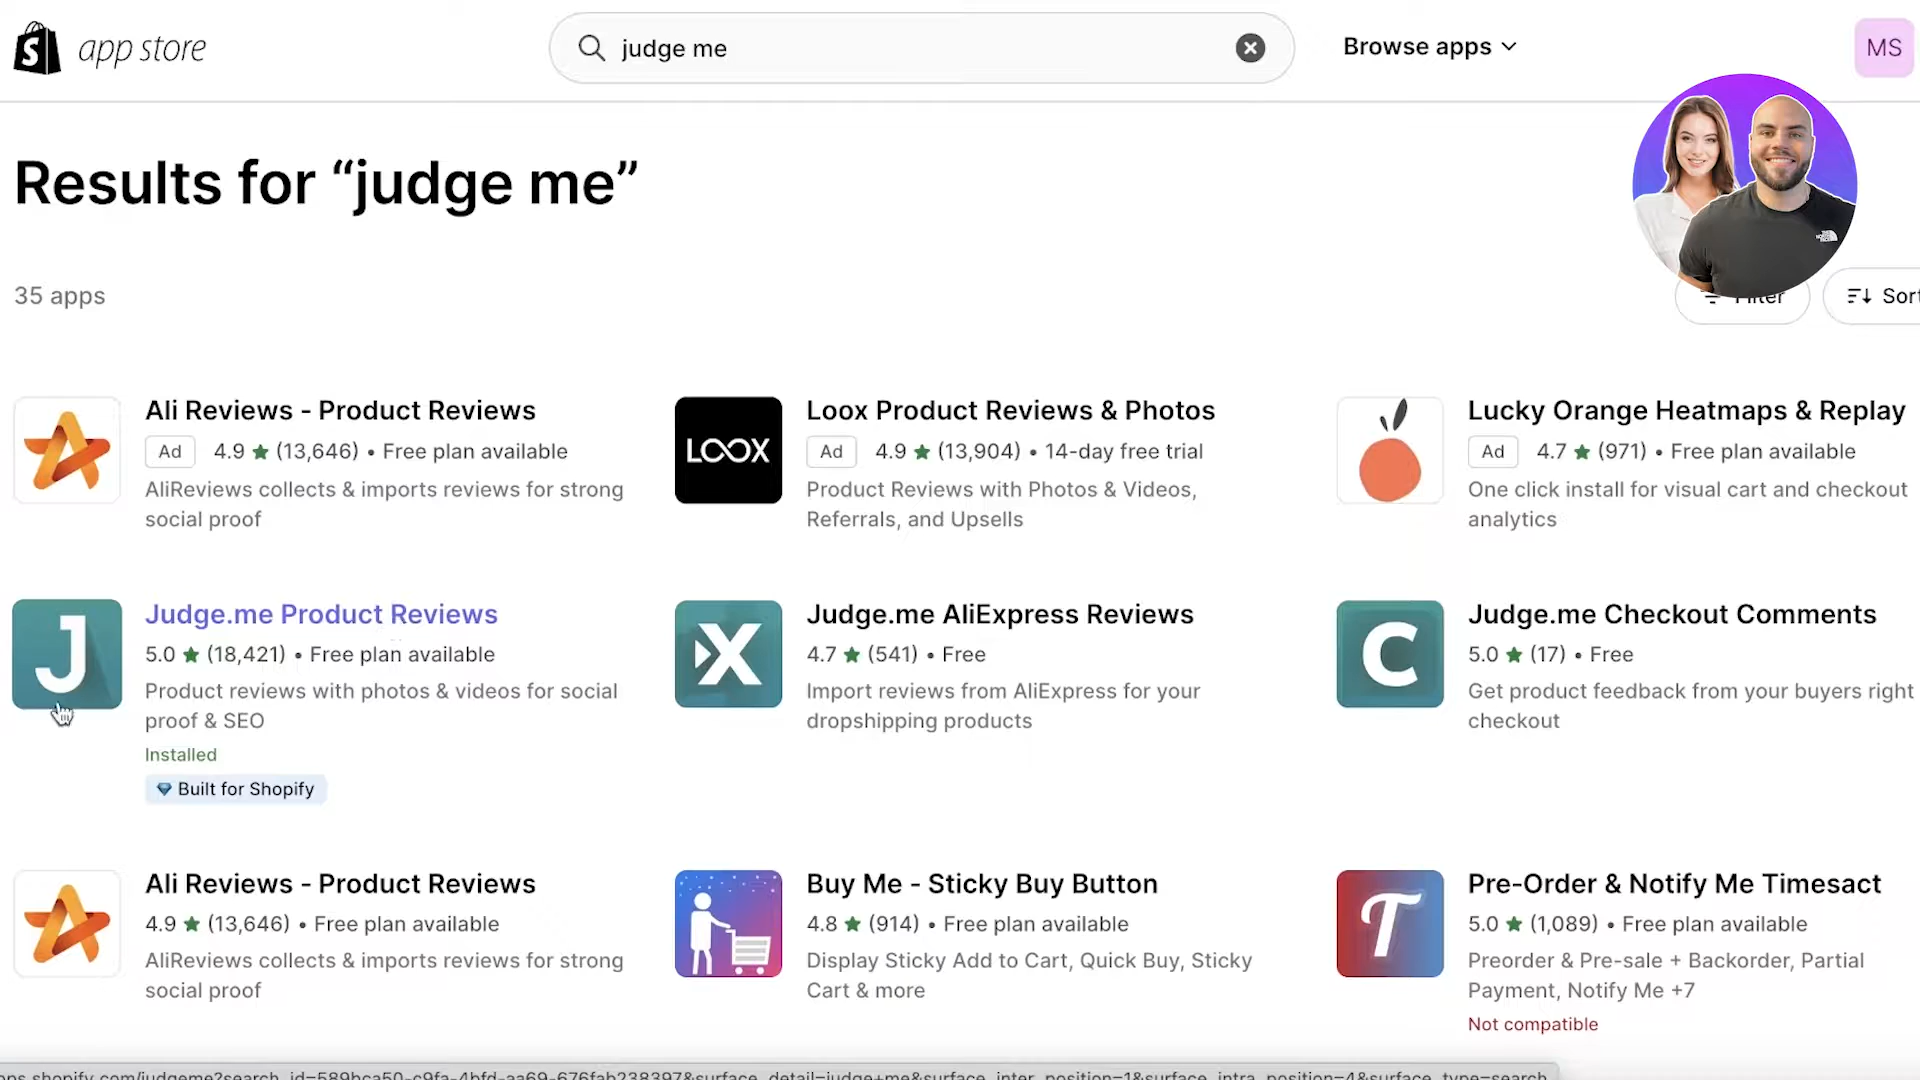 app store
judge me
Browse apps
MS
Results for “judge me”
35 apps
Filter
Sort
Ali Reviews - Product Reviews
Ad 4.9 ★ (13,646) • Free plan available
AliReviews collects & imports reviews for strong
social proof
LOOX
Loox Product Reviews & Photos
Ad 4.9 ★ (13,904) • 14-day free trial
Product Reviews with Photos & Videos,
Referrals, and Upsells
Lucky Orange Heatmaps & Replay
Ad 4.7 ★ (971) • Free plan available
One click install for visual cart and checkout
analytics
J
Judge.me Product Reviews
5.0 ★ (18,421) • Free plan available
Product reviews with photos & videos for social
proof & SEO
Installed
Built for Shopify
X
Judge.me AliExpress Reviews
4.7 ★ (541) • Free
Import reviews from AliExpress for your
dropshipping products
C
Judge.me Checkout Comments
5.0 ★ (17) • Free
Get product feedback from your buyers right
checkout
Ali Reviews - Product Reviews
4.9 ★ (13,646) • Free plan available
AliReviews collects & imports reviews for strong
social proof
Buy Me - Sticky Buy Button
4.8 ★ (914) • Free plan available
Display Sticky Add to Cart, Quick Buy, Sticky
Cart & more
T
Pre-Order & Notify Me Timesact
5.0 ★ (1,089) • Free plan available
Preorder & Pre-sale + Backorder, Partial
Payment, Notify Me +7
Not compatible